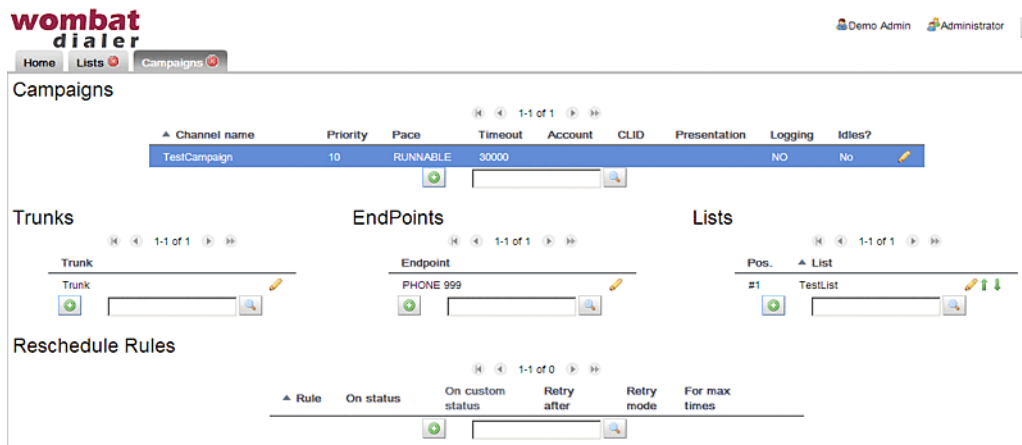 wombat
dialer
Demo Admin Administrator
Home Lists Campaigns
Campaigns
1-1 of 1
Channel name Priority Pace Timeout Account CLID Presentation Logging Idles?
TestCampaign 10 RUNNABLE 30000 NO No
Trunks EndPoints Lists
1-1 of 1 1-1 of 1 1-1 of 1
Trunk Endpoint Pos. List
Trunk PHONE 999 #1 TestList
Reschedule Rules
1-1 of 0
Rule On status On custom status Retry after Retry mode For max times